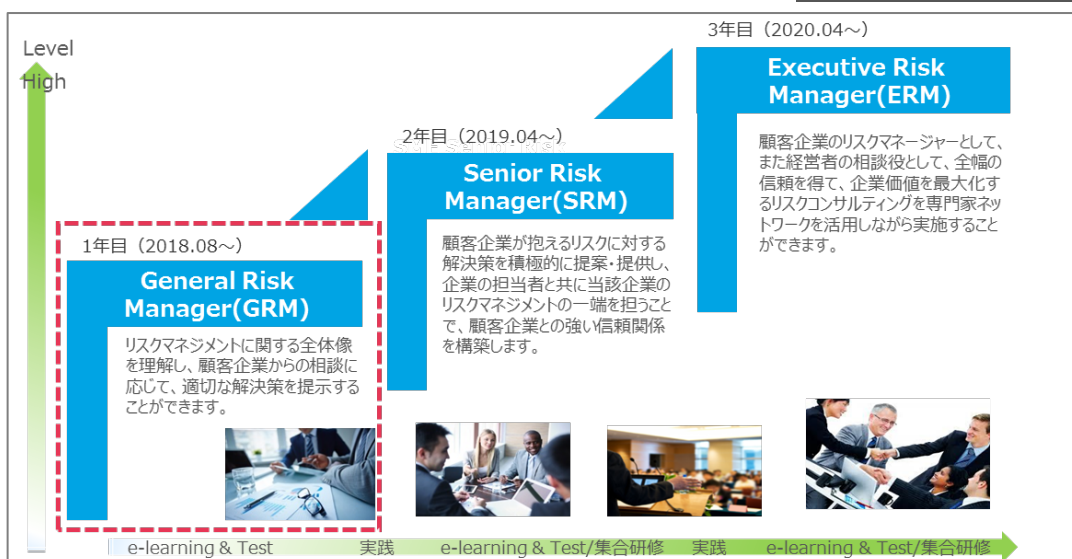 Level
High
1年目（2018.08～）
General Risk
Manager(GRM)
リスクマネジメントに関する全体像
を理解し、顧客企業からの相談に
応じて、適切な解決策を提示する
ことができます。
2年目（2019.04～）
Senior Risk
Manager(SRM)
顧客企業が抱えるリスクに対する
解決策を積極的に提案・提供し、
企業の担当者と共に当該企業の
リスクマネジメントの一端を担うこと
で、顧客企業との強い信頼関係
を構築します。
3年目（2020.04～）
Executive Risk
Manager(ERM)
顧客企業のリスクマネージャーとして、
また経営者の相談役として、全幅の
信頼を得て、企業価値を最大化す
るリスクコンサルティングを専門家ネッ
トワークを活用しながら実施すること
ができます。
e-learning & Test 実践 e-learning & Test/集合研修 実践 e-learning & Test/集合研修